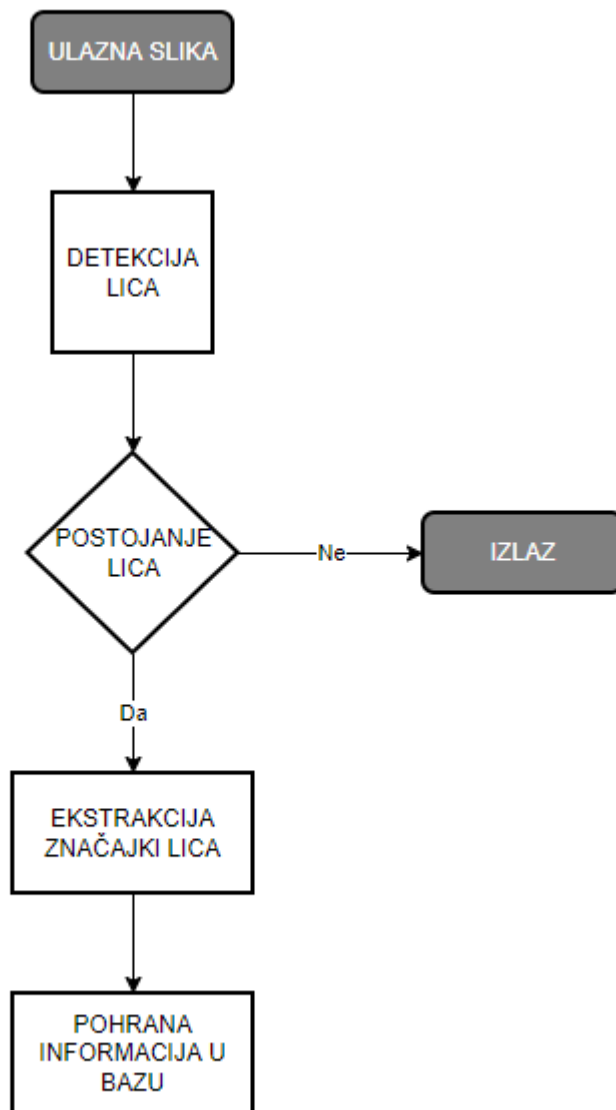 ULAZNA SLIKA
DETEKCIJA
LICA
POSTOJANJE
LICA
Ne
IZLAZ
Da
EKSTRAKCIJA
ZNAČAJKI LICA
POHRANA
INFORMACIJA U
BAZU